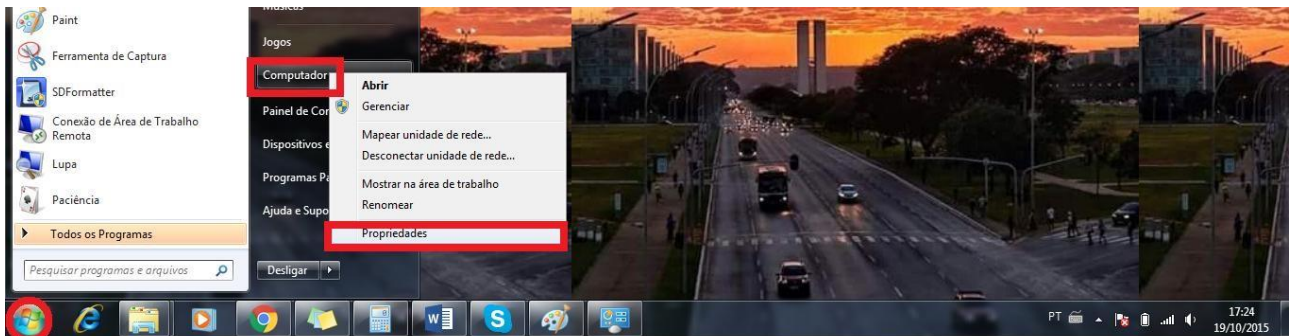 Paint
Ferramenta de Captura
SDFormatter
Conexão de Área de Trabalho
Remota
Lupa
Paciência
Todos os Programas
Pesquisar programas e arquivos
Músicas
Jogos
Computador
Painel de Cor
Dispositivos e
Programas Pa
Ajuda e Supo
Desligar
Abrir
Gerenciar
Mapear unidade de rede...
Desconectar unidade de rede...
Mostrar na área de trabalho
Renomear
Propriedades
PT
17:24
19/10/2015